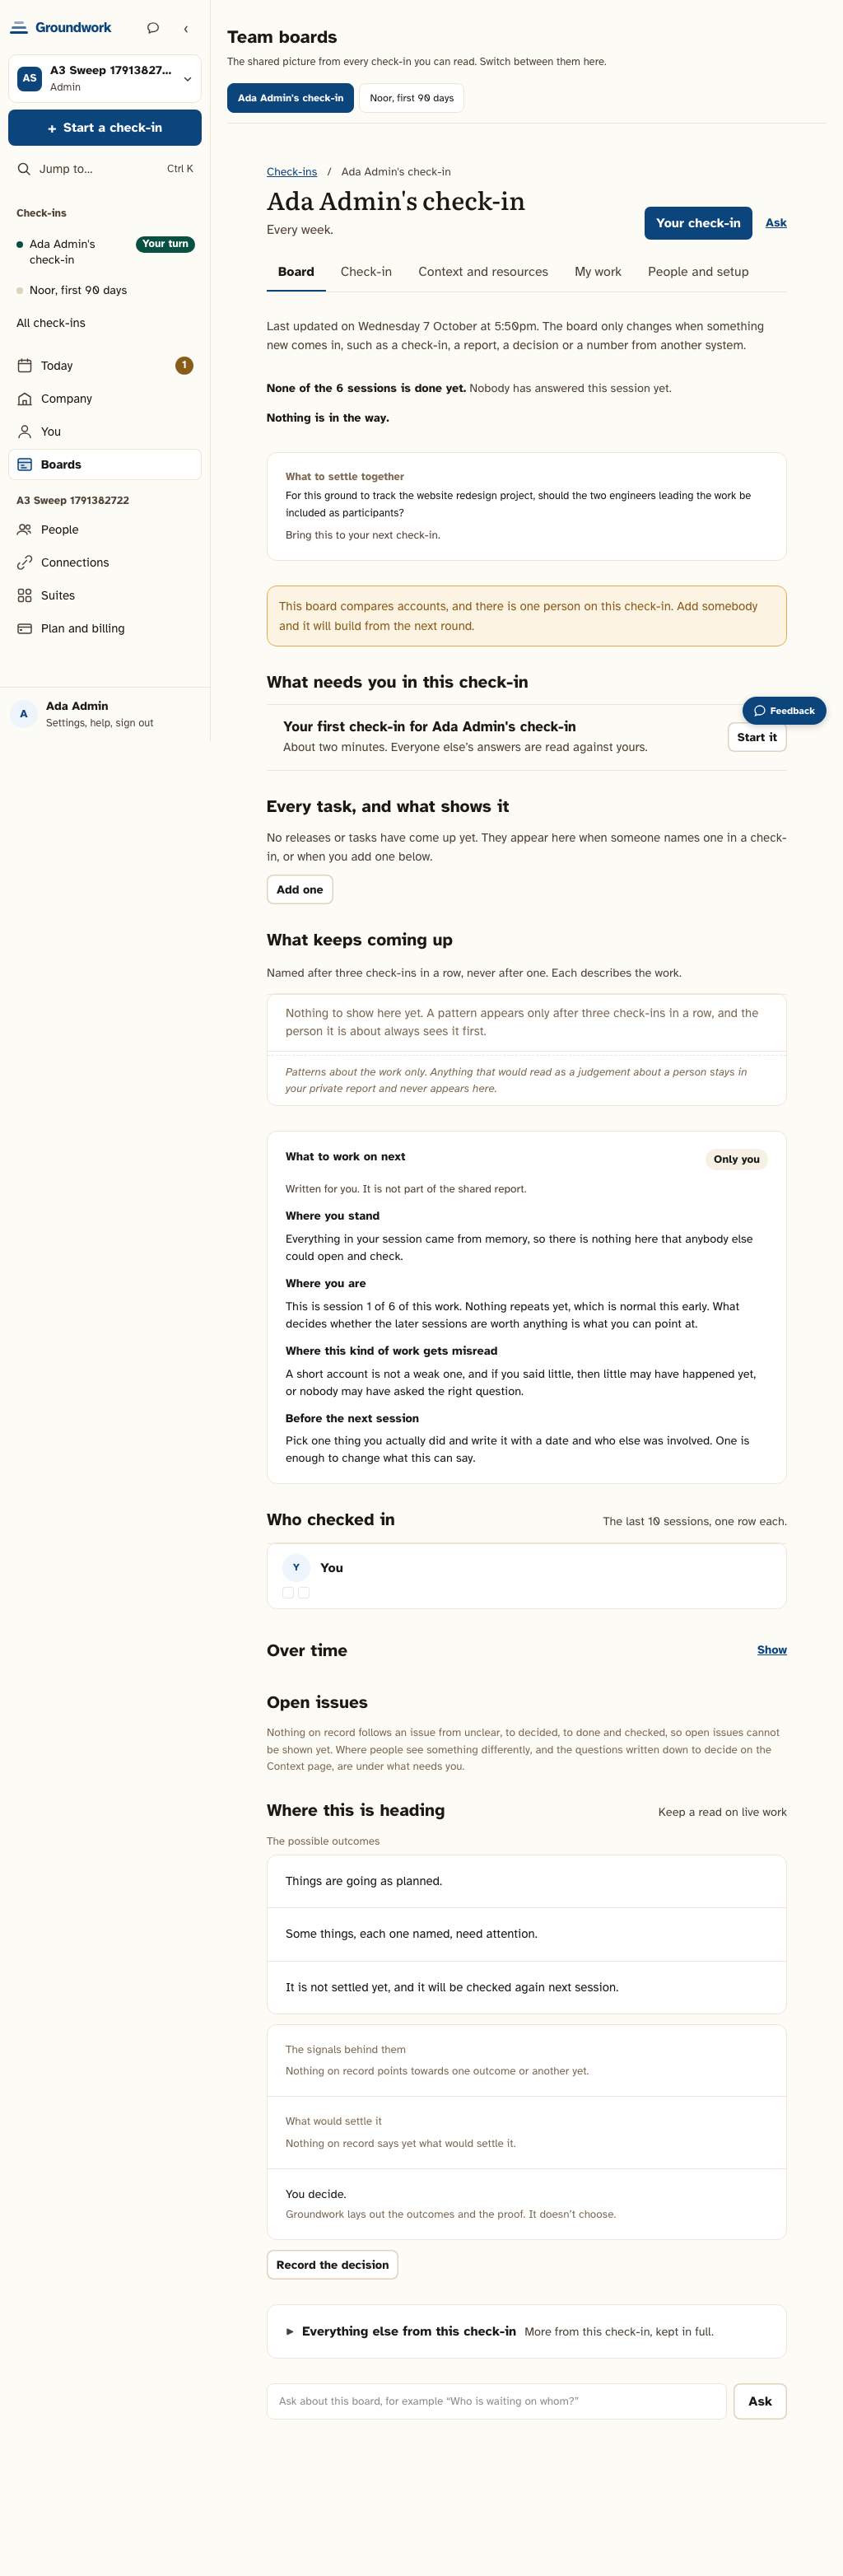 Groundwork
AS
A3 Sweep 17913827...
Admin
+ Start a check-in
Jump to...
Ctrl K
Check-ins
Ada Admin's
check-in
Your turn
Noor, first 90 days
All check-ins
Today
1
Company
You
Boards
A3 Sweep 1791382722
People
Connections
Suites
Plan and billing
A
Ada Admin
Settings, help, sign out
Team boards
The shared picture from every check-in you can read. Switch between them here.
Ada Admin's check-in
Noor, first 90 days
Check-ins / Ada Admin's check-in
Ada Admin's check-in
Every week.
Your check-in
Ask
Board
Check-in
Context and resources
My work
People and setup
Last updated on Wednesday 7 October at 5:50pm. The board only changes when something
new comes in, such as a check-in, a report, a decision or a number from another system.
None of the 6 sessions is done yet. Nobody has answered this session yet.
Nothing is in the way.
What to settle together
For this ground to track the website redesign project, should the two engineers leading the work be
included as participants?
Bring this to your next check-in.
This board compares accounts, and there is one person on this check-in. Add somebody
and it will build from the next round.
What needs you in this check-in
Your first check-in for Ada Admin's check-in
About two minutes. Everyone else's answers are read against yours.
Feedback
Start it
Every task, and what shows it
No releases or tasks have come up yet. They appear here when someone names one in a check-
in, or when you add one below.
Add one
What keeps coming up
Named after three check-ins in a row, never after one. Each describes the work.
Nothing to show here yet. A pattern appears only after three check-ins in a row, and the
person it is about always sees it first.
Patterns about the work only. Anything that would read as a judgement about a person stays in
your private report and never appears here.
What to work on next
Only you
Written for you. It is not part of the shared report.
Where you stand
Everything in your session came from memory, so there is nothing here that anybody else
could open and check.
Where you are
This is session 1 of 6 of this work. Nothing repeats yet, which is normal this early. What
decides whether the later sessions are worth anything is what you can point at.
Where this kind of work gets misread
A short account is not a weak one, and if you said little, then little may have happened yet,
or nobody may have asked the right question.
Before the next session
Pick one thing you actually did and write it with a date and who else was involved. One is
enough to change what this can say.
Who checked in
The last 10 sessions, one row each.
Y
You
Over time
Show
Open issues
Nothing on record follows an issue from unclear, to decided, to done and checked, so open issues cannot
be shown yet. Where people see something differently, and the questions written down to decide on the
Context page, are under what needs you.
Where this is heading
Keep a read on live work
The possible outcomes
Things are going as planned.
Some things, each one named, need attention.
It is not settled yet, and it will be checked again next session.
The signals behind them
Nothing on record points towards one outcome or another yet.
What would settle it
Nothing on record says yet what would settle it.
You decide.
Groundwork lays out the outcomes and the proof. It doesn't choose.
Record the decision
Everything else from this check-in More from this check-in, kept in full.
Ask about this board, for example “Who is waiting on whom?”
Ask